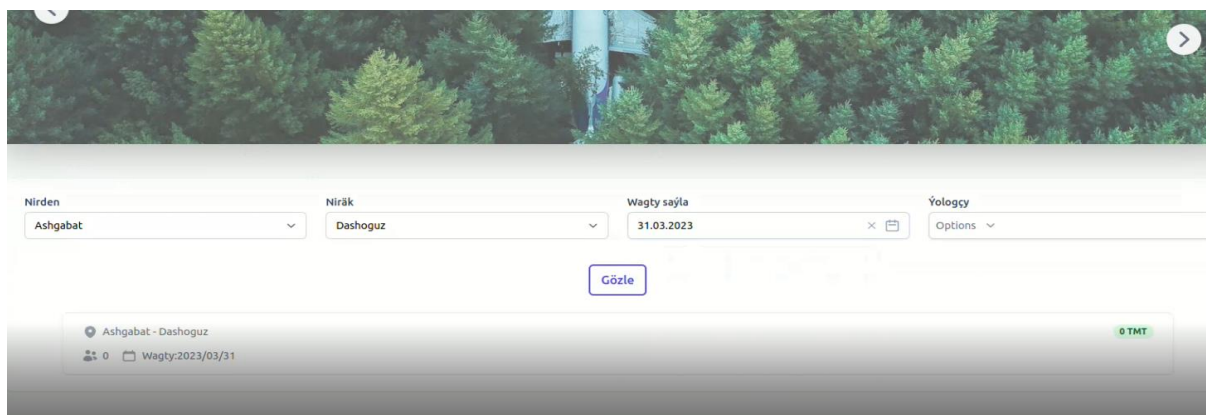 Nirden
Niräk
Wagty saýla
Ýologçy
Ashgabat
Dashoguz
31.03.2023
Options
Gözle
Ashgabat - Dashoguz
0 TMT
0 Wagty:2023/03/31